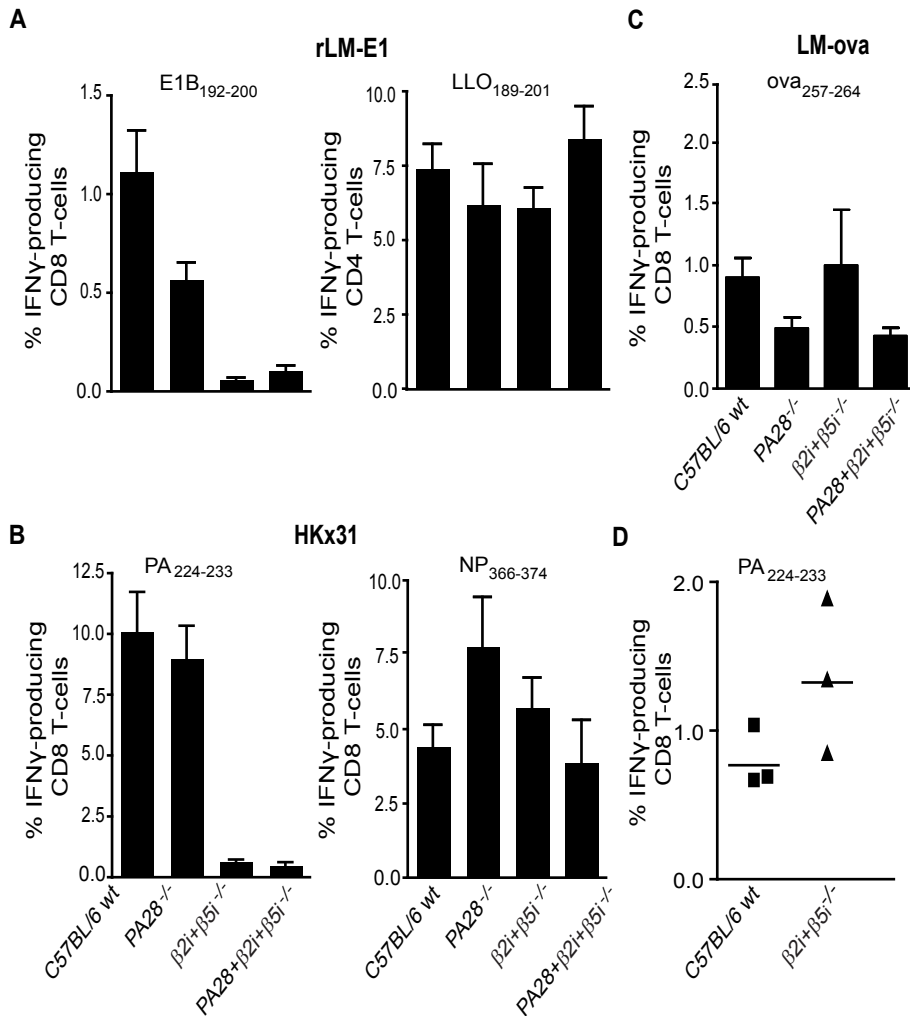 A
rLM-E1
E1B192-200
% IFNγ-producing
CD8 T-cells
1.5
1.0
0.5
0.0
LLO189-201
% IFNγ-producing
CD4 T-cells
10.0
7.5
5.0
2.5
0.0
C
LM-ova
ova257-264
% IFNγ-producing
CD8 T-cells
2.5
2.0
1.5
1.0
0.5
0.0
C57BL/6 wt
PA28-/-
β2i+β5i-/-
PA28+β2i+β5i-/-
B
HKx31
PA224-233
% IFNγ-producing
CD8 T-cells
12.5
10.0
7.5
5.0
2.5
0.0
C57BL/6 wt
PA28-/-
β2i+β5i-/-
PA28+β2i+β5i-/-
NP366-374
% IFNγ-producing
CD8 T-cells
10.0
7.5
5.0
2.5
0.0
C57BL/6 wt
PA28-/-
β2i+β5i-/-
PA28+β2i+β5i-/-
D
PA224-233
% IFNγ-producing
CD8 T-cells
2.0
1.0
0.0
C57BL/6 wt
β2i+β5i-/-